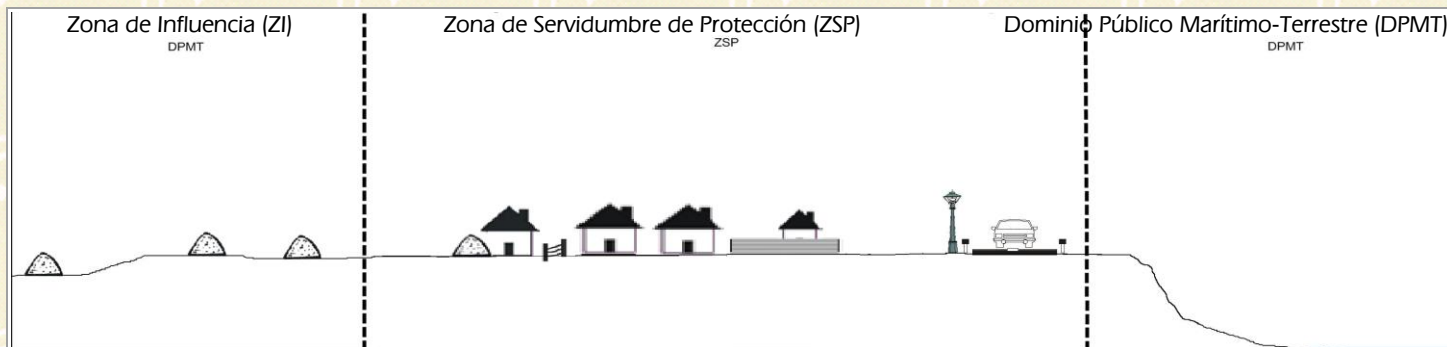 Zona de Influencia (ZI) Zona de Servidumbre de Protección (ZSP) Dominio Público Marítimo-Terrestre (DPMT)
DPMT ZSP DPMT